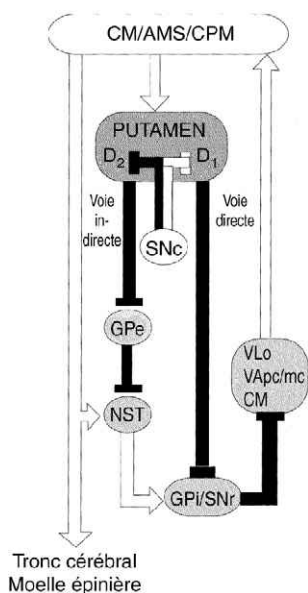 CM/AMS/CPM
PUTAMEN
D2 D1
Voie
in-
directe
Voie
directe
SNc
GPe
VLo
VApc/mc
CM
NST
GPi/SNr
Tronc cérébral
Moelle épinière